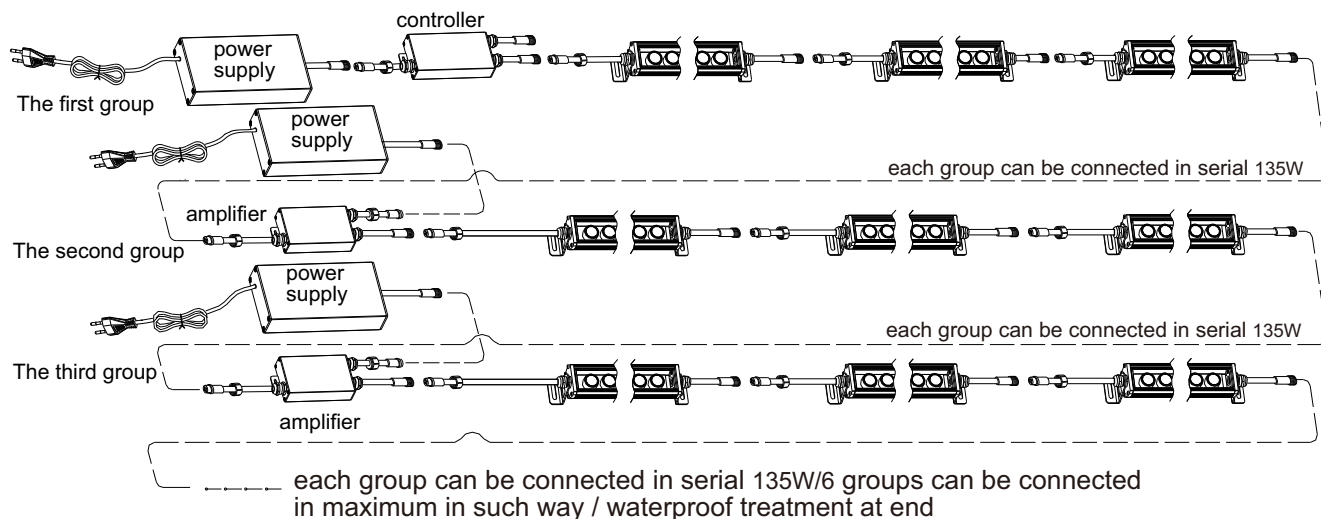 controller
power
supply
The first group
power
supply
each group can be connected in serial 135W
amplifier
The second group
power
supply
each group can be connected in serial 135W
The third group
amplifier
each group can be connected in serial 135W/6 groups can be connected
in maximum in such way / waterproof treatment at end